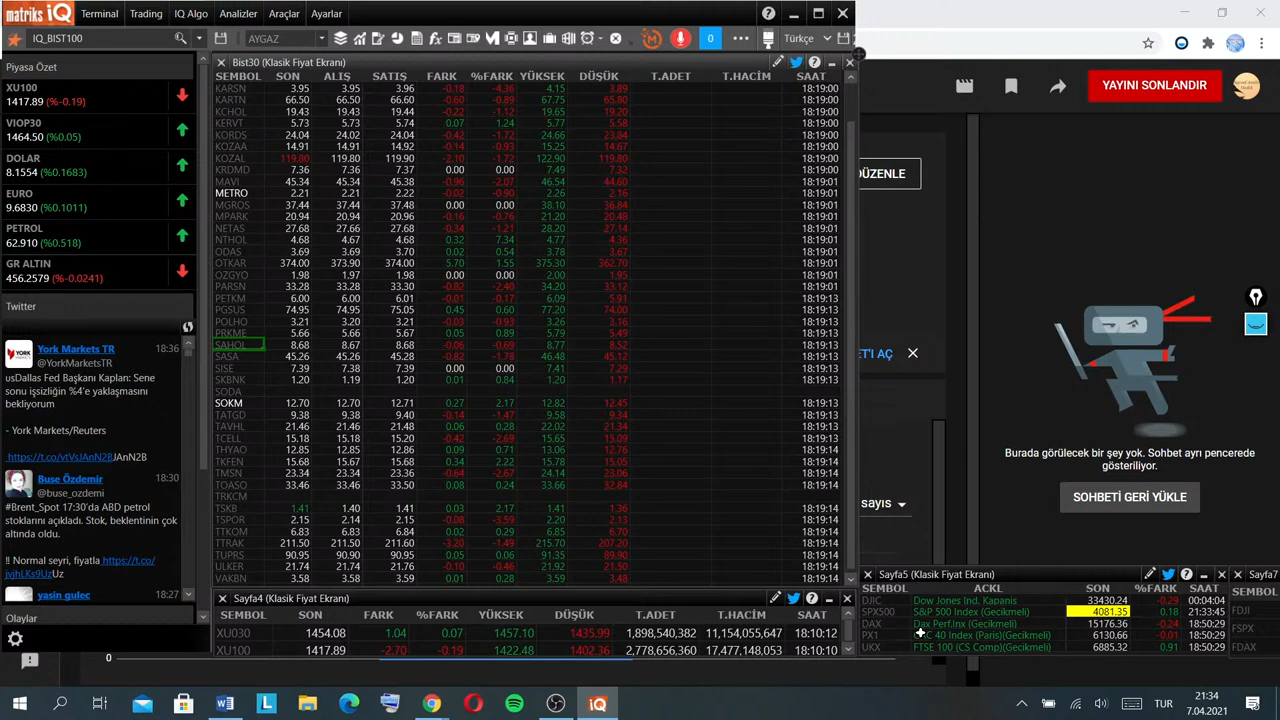 matriks iQ Terminal Trading IQ Algo Analizler Araçlar Ayarlar
IQ_BIST100 AYGAZ 0 Türkçe
Piyasa Özet
XU100
1417.89 (%-0.19)
VIOP30
1464.50 (%0.05)
DOLAR
8.1554 (%0.1683)
EURO
9.6830 (%0.1011)
PETROL
62.910 (%0.518)
GR ALTIN
456.2579 (%-0.0241)
Twitter
York Markets TR 18:36
@YorkMarketsTR
usDallas Fed Başkanı Kaplan: Sene
sonu işsizliğin %4'e yaklaşmasını
bekliyorum
- York Markets/Reuters
https://t.co/vtVsJAnN2BJAnN2B
Buse Özdemir 18:30
@buse_ozdemi
#Brent_Spot 17:30'da ABD petrol
stoklarını açıkladı. Stok, beklentinin çok
altında oldu.
‼ Normal seyri, fiyatla https://t.co/
jvjhLKs9UzUz
yasin gulec 18:27
Olaylar
Bist30 (Klasik Fiyat Ekranı)
SEMBOL SON ALIŞ SATIŞ FARK %FARK YÜKSEK DÜŞÜK T.ADET T.HACİM SAAT
KARSN 3.95 3.95 3.96 -0.18 -4.36 4.15 3.89 18:19:00
KARTN 66.50 66.50 66.60 -0.60 -0.89 67.75 65.80 18:19:00
KCHOL 19.43 19.43 19.44 -0.22 -1.12 19.65 19.20 18:19:00
KERVT 5.73 5.73 5.74 0.07 1.24 5.77 5.58 18:19:00
KORDS 24.04 24.02 24.04 -0.42 -1.72 24.66 23.84 18:19:00
KOZAA 14.91 14.91 14.92 -0.14 -0.93 15.25 14.67 18:19:00
KOZAL 119.80 119.80 119.90 -2.10 -1.72 122.90 119.80 18:19:00
KRDMD 7.36 7.36 7.37 0.00 0.00 7.49 7.32 18:19:00
MAVI 45.34 45.34 45.38 -0.96 -2.07 46.54 44.60 18:19:01
METRO 2.21 2.21 2.22 -0.02 -0.90 2.26 2.16 18:19:01
MGROS 37.44 37.44 37.48 0.00 0.00 38.10 36.84 18:19:01
MPARK 20.94 20.94 20.96 -0.16 -0.76 21.20 20.48 18:19:01
NETAS 27.68 27.66 27.68 -0.34 -1.21 28.20 27.14 18:19:01
NTHOL 4.68 4.67 4.68 0.32 7.34 4.77 4.36 18:19:01
ODAS 3.69 3.69 3.70 0.02 0.54 3.78 3.67 18:19:01
OTKAR 374.00 373.90 374.00 5.70 1.55 375.30 362.70 18:19:01
OZGYO 1.98 1.97 1.98 0.00 0.00 2.00 1.95 18:19:01
PARSN 33.28 33.28 33.30 -0.82 -2.40 34.20 33.12 18:19:01
PETKM 6.00 6.00 6.01 -0.01 -0.17 6.09 5.91 18:19:13
PGSUS 74.95 74.95 75.05 0.45 0.60 77.20 74.00 18:19:13
POLHO 3.21 3.20 3.21 -0.03 -0.93 3.26 3.16 18:19:13
PRKME 5.66 5.66 5.67 0.05 0.89 5.79 5.49 18:19:13
SAHOL 8.68 8.67 8.68 -0.06 -0.69 8.77 8.52 18:19:13
SASA 45.26 45.26 45.28 -0.82 -1.78 46.48 45.12 18:19:13
SISE 7.39 7.38 7.39 0.00 0.00 7.41 7.29 18:19:13
SKBNK 1.20 1.19 1.20 0.01 0.84 1.20 1.17 18:19:13
SODA
SOKM 12.70 12.70 12.71 0.27 2.17 12.82 12.45 18:19:13
TATGD 9.38 9.38 9.40 -0.14 -1.47 9.58 9.34 18:19:13
TAVHL 21.46 21.46 21.48 0.06 0.28 22.02 21.34 18:19:13
TCELL 15.18 15.18 15.20 -0.42 -2.69 15.65 15.09 18:19:13
THYAO 12.85 12.85 12.86 0.09 0.71 13.06 12.76 18:19:13
TKFEN 15.68 15.67 15.68 0.34 2.22 15.78 15.05 18:19:13
TMSN 23.34 23.34 23.36 -0.64 -2.67 24.14 23.06 18:19:13
TOASO 33.46 33.46 33.50 0.08 0.24 33.66 32.84 18:19:13
TRKCM
TSKB 1.41 1.40 1.41 0.03 2.17 1.41 1.36 18:19:14
TSPOR 2.15 2.14 2.15 -0.08 -3.59 2.20 2.13 18:19:14
TTKOM 6.83 6.83 6.84 0.02 0.29 6.85 6.70 18:19:14
TTRAK 211.50 211.50 211.60 -3.20 -1.49 215.70 207.20 18:19:14
TUPRS 90.95 90.90 90.95 0.05 0.06 91.85 89.90 18:19:14
ULKER 21.74 21.74 21.76 -0.10 -0.46 21.92 21.50 18:19:14
VAKBN 3.58 3.58 3.59 0.01 0.28 3.59 3.48 18:19:14
Sayfa4 (Klasik Fiyat Ekranı)
SEMBOL SON FARK %FARK YÜKSEK DÜŞÜK T.ADET T.HACİM SAAT
XU030 1454.08 1.04 0.07 1457.10 1435.99 1,898,540,382 11,154,055,647 18:10:12
XU100 1417.89 -2.70 -0.19 1422.48 1402.36 2,778,656,360 17,477,148,053 18:10:10
0
YAYINI SONLANDIR
DÜZENLE
T'I AÇ
sayıs
Burada görülecek bir şey yok. Sohbet ayrı pencerede
gösteriliyor.
SOHBETİ GERİ YÜKLE
Sayfa5 (Klasik Fiyat Ekranı)
SEMBOL ACKL SON %FARK SAAT
DJIC Dow Jones Ind. Kapanis 33430.24 -0.29 00:04:04
SPX500 S&P 500 Index (Gecikmeli) 4081.35 0.18 21:33:45
DAX Dax Perf.Inx (Gecikmeli) 15176.36 -0.24 18:50:29
PX1 40 Index (Paris)(Gecikmeli) 6130.66 -0.01 18:50:29
UKX FTSE 100 (CS Comp)(Gecikmeli) 6885.32 0.91 18:50:29
Sayfa7
SEMBOL
FDJI
FSPX
FDAX
TUR
21:34
7.04.2021